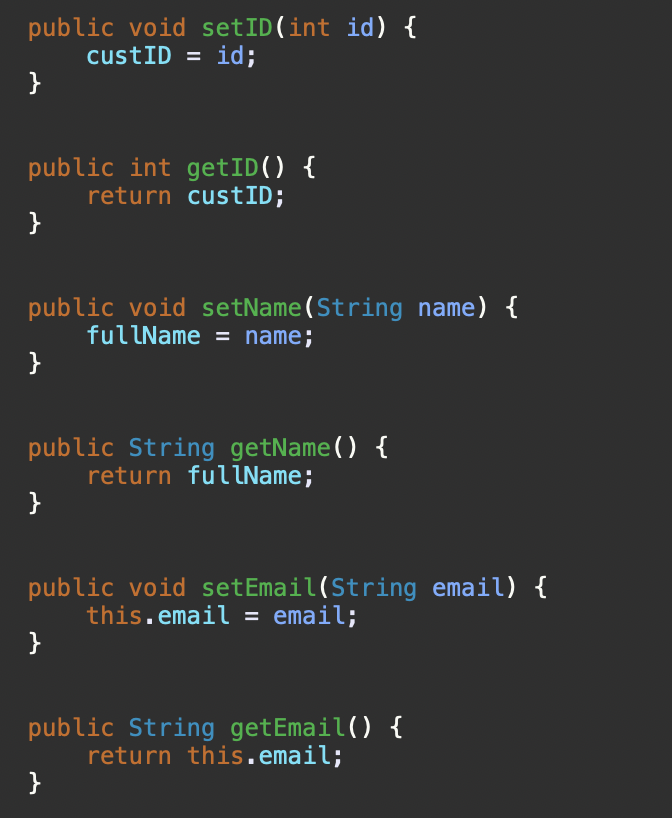 public void setID(int id) {
    custID = id;
}
public int getID() {
    return custID;
}
public void setName(String name) {
    fullName = name;
}
public String getName() {
    return fullName;
}
public void setEmail(String email) {
    this.email = email;
}
public String getEmail() {
    return this.email;
}